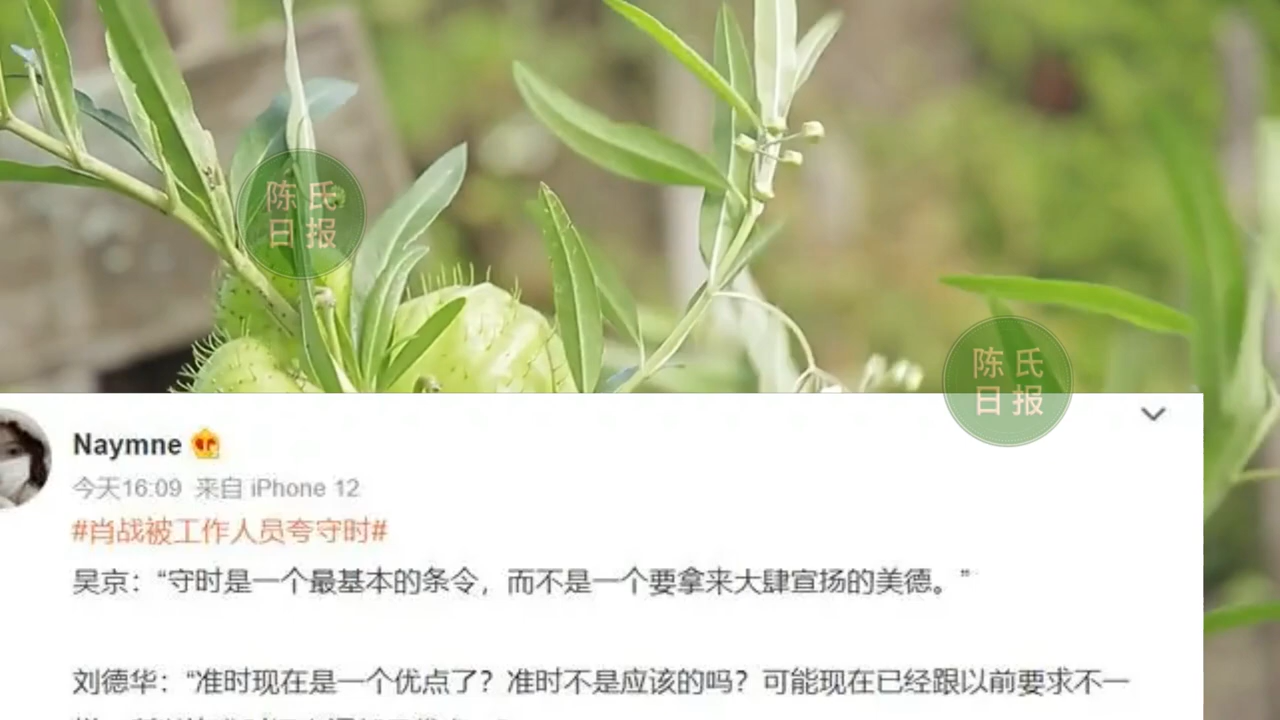 陈氏
日报
陈氏
日报
Naymne
今天16:09 来自 iPhone 12
#肖战被工作人员夸守时#
吴京：“守时是一个最基本的条令，而不是一个要拿来大肆宣扬的美德。”
刘德华：“准时现在是一个优点了？准时不是应该的吗？可能现在已经跟以前要求不一